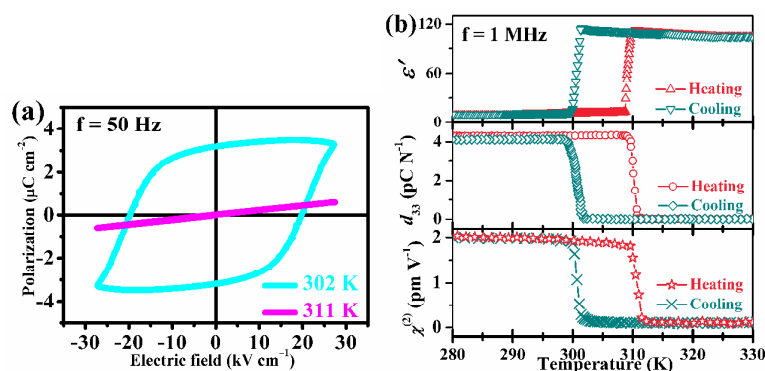 (a)
f = 50 Hz
Polarization (μC cm⁻²)
4
2
0
-2
-4
302 K
311 K
-30 -20 -10 0 10 20 30
Electric field (kV cm⁻¹)
(b)
f = 1 MHz
ε′
120
60
0
Heating
Cooling
d₃₃ (pC N⁻¹)
4
2
0
Heating
Cooling
χ⁽²⁾ (pm V⁻¹)
2
1
0
Heating
Cooling
280 290 300 310 320 330
Temperature (K)